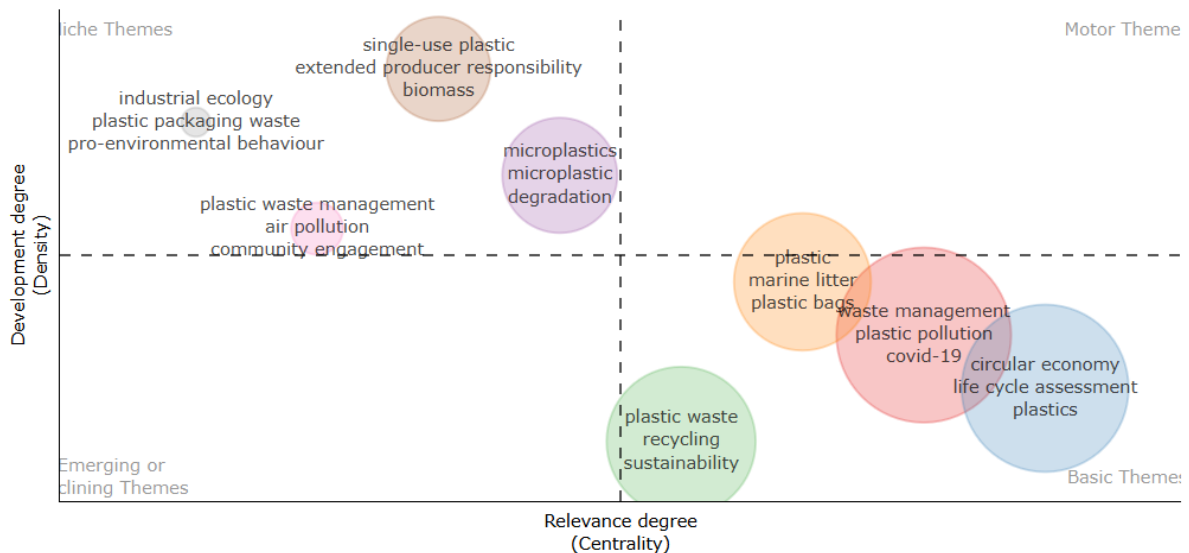 liche Themes
Motor Theme
single-use plastic
extended producer responsibility
biomass
industrial ecology
plastic packaging waste
pro-environmental behaviour
microplastics
microplastic
degradation
plastic waste management
air pollution
community engagement
plastic
marine litter
plastic bags
waste management
plastic pollution
covid-19
circular economy
life cycle assessment
plastics
plastic waste
recycling
sustainability
Emerging or
clining Themes
Basic Themes
Development degree
(Density)
Relevance degree
(Centrality)